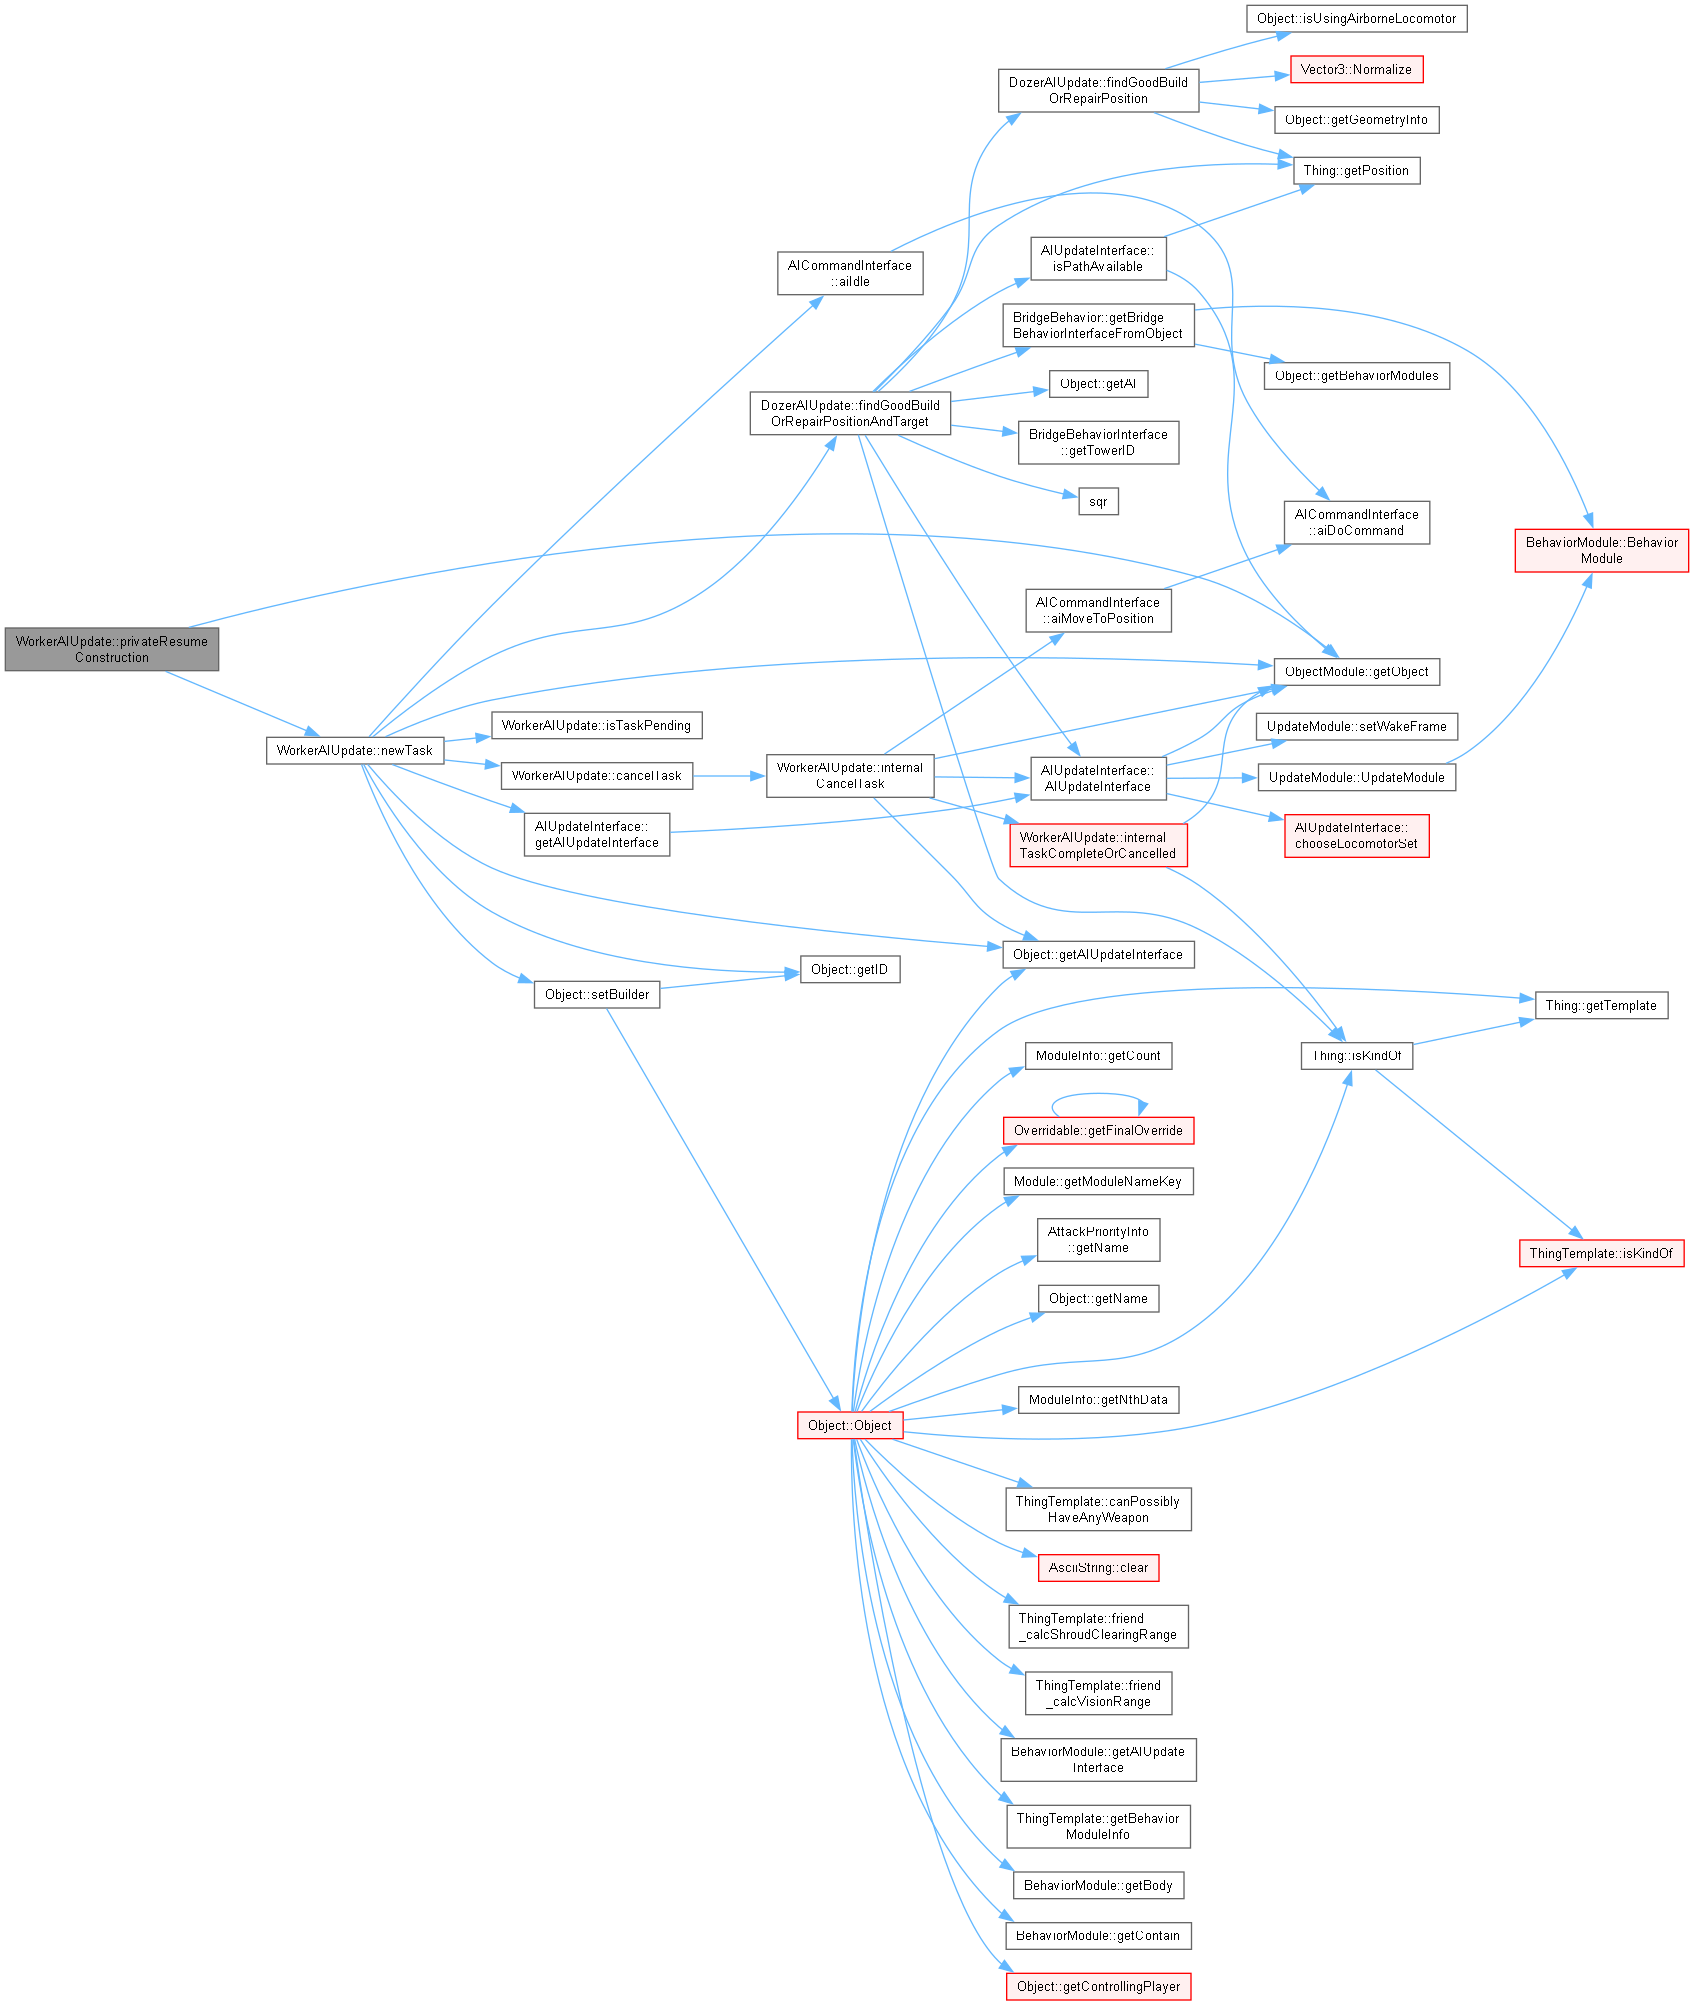 Object::isUsingAirborneLocomotor
DozerAIUpdate::findGoodBuild
OrRepairPosition
Vector3::Normalize
Object::getGeometryInfo
Thing::getPosition
AICommandInterface
::aiIdle
AIUpdateInterface::
isPathAvailable
BridgeBehavior::getBridge
BehaviorInterfaceFromObject
Object::getBehaviorModules
Object::getAI
DozerAIUpdate::findGoodBuild
OrRepairPositionAndTarget
BridgeBehaviorInterface
::getTowerID
sqr
AICommandInterface
::aiDoCommand
BehaviorModule::Behavior
Module
AICommandInterface
::aiMoveToPosition
WorkerAIUpdate::privateResume
Construction
ObjectModule::getObject
WorkerAIUpdate::isTaskPending
UpdateModule::setWakeFrame
WorkerAIUpdate::newTask
WorkerAIUpdate::cancelTask
WorkerAIUpdate::internal
CancelTask
AIUpdateInterface::
AIUpdateInterface
UpdateModule::UpdateModule
AIUpdateInterface::
getAIUpdateInterface
WorkerAIUpdate::internal
TaskCompleteOrCancelled
AIUpdateInterface::
chooseLocomotorSet
Object::getAIUpdateInterface
Object::getID
Object::setBuilder
Thing::getTemplate
ModuleInfo::getCount
Thing::isKindOf
Overridable::getFinalOverride
Module::getModuleNameKey
AttackPriorityInfo
::getName
ThingTemplate::isKindOf
Object::getName
ModuleInfo::getNthData
Object::Object
ThingTemplate::canPossibly
HaveAnyWeapon
AsciiString::clear
ThingTemplate::friend
_calcShroudClearingRange
ThingTemplate::friend
_calcVisionRange
BehaviorModule::getAIUpdate
Interface
ThingTemplate::getBehavior
ModuleInfo
BehaviorModule::getBody
BehaviorModule::getContain
Object::getControllingPlayer